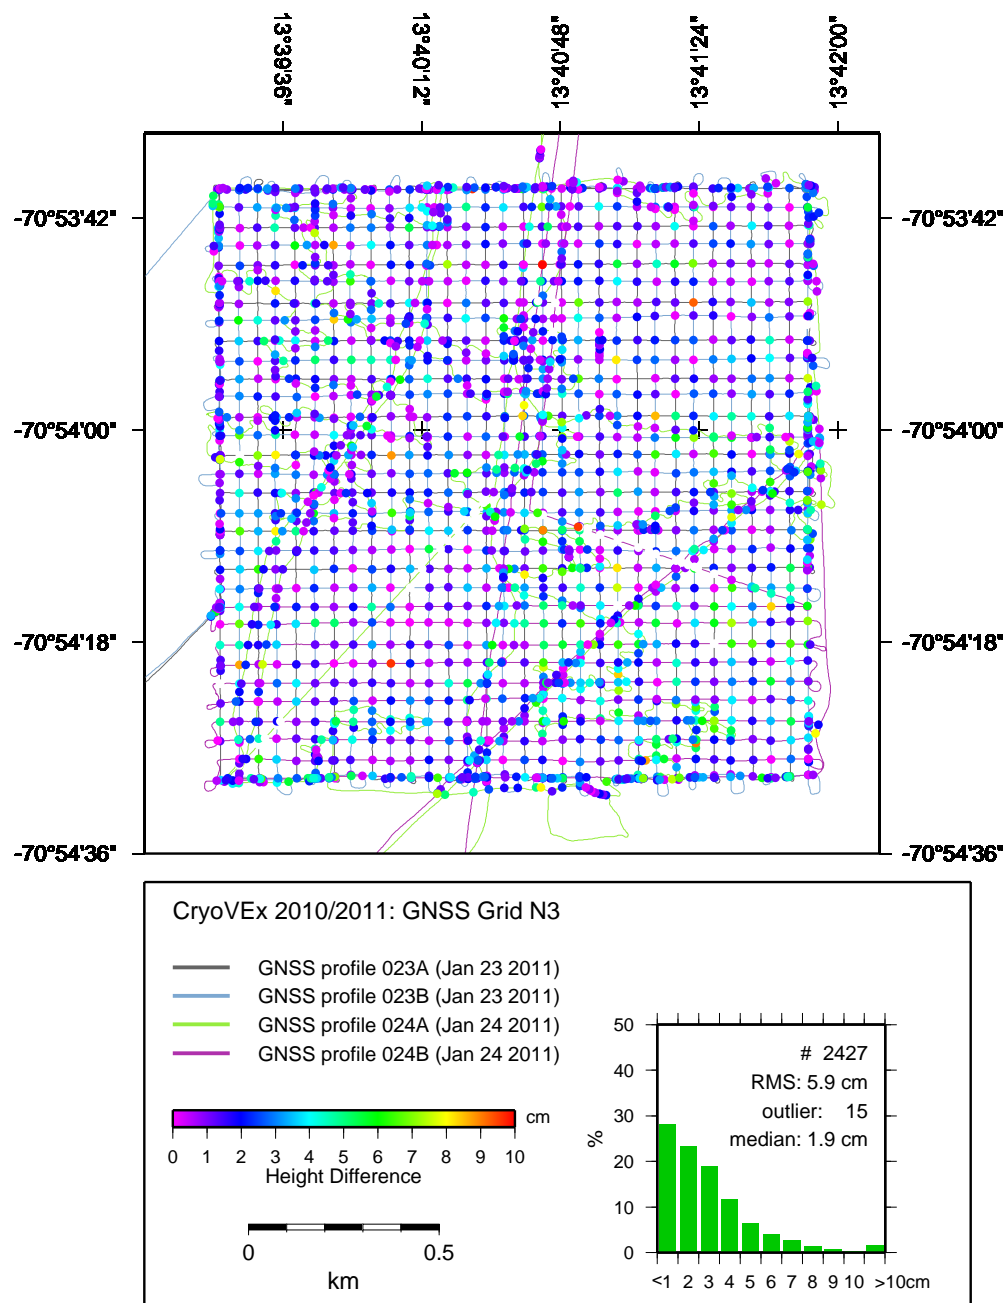 13°39'36" 13°40'12" 13°40'48" 13°41'24" 13°42'00"
-70°53'42" -70°53'42"
-70°54'00" -70°54'00"
-70°54'18" -70°54'18"
-70°54'36" -70°54'36"
CryoVEx 2010/2011: GNSS Grid N3
GNSS profile 023A (Jan 23 2011)
GNSS profile 023B (Jan 23 2011)
GNSS profile 024A (Jan 24 2011)
GNSS profile 024B (Jan 24 2011)
cm
0 1 2 3 4 5 6 7 8 9 10
Height Difference
0 0.5
km
50
40
30
20
10
0
%
# 2427
RMS: 5.9 cm
outlier: 15
median: 1.9 cm
<1 2 3 4 5 6 7 8 9 10 >10cm